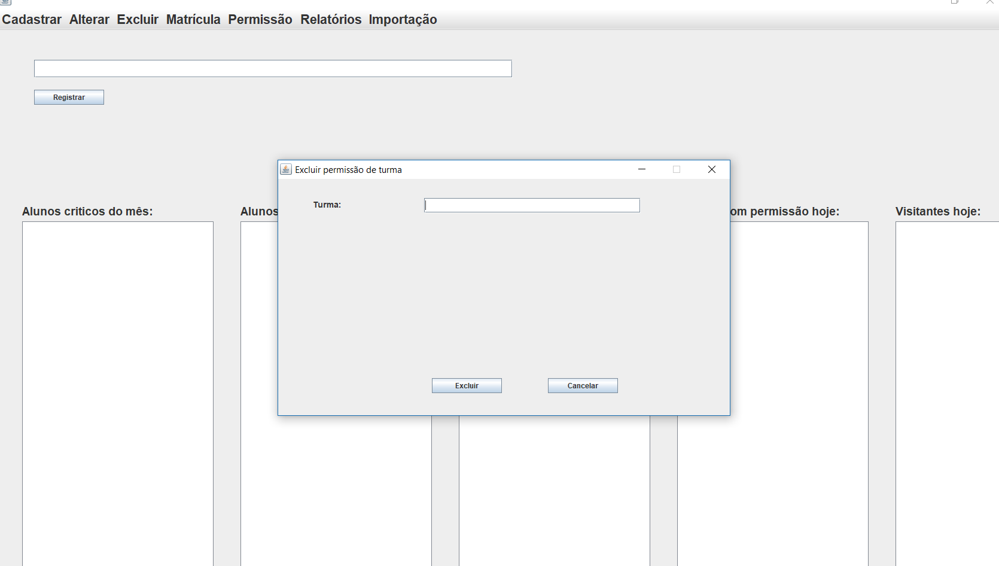 Cadastrar Alterar Excluir Matrícula Permissão Relatórios Importação
Registrar
Excluir permissão de turma
Turma:
Excluir Cancelar
Alunos criticos do mês: Alunos om permissão hoje: Visitantes hoje: